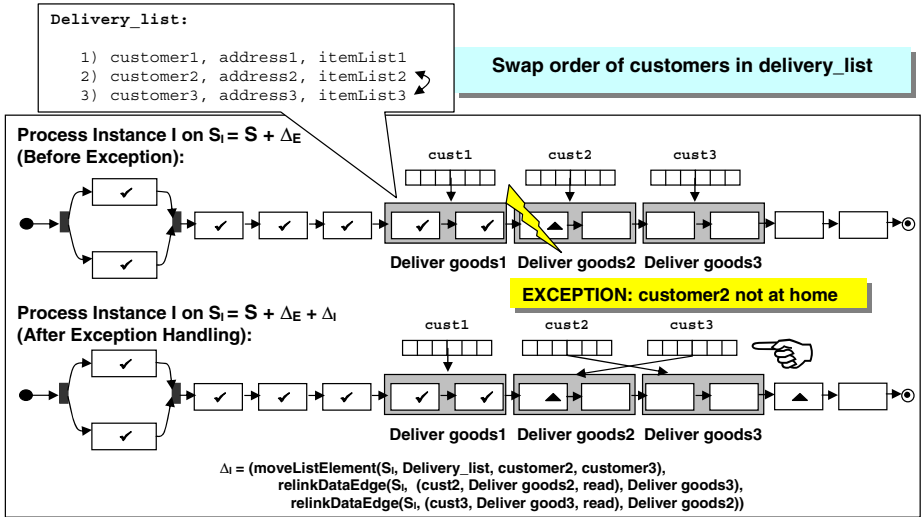 Delivery_list:
1) customer1, address1, itemList1
2) customer2, address2, itemList2
3) customer3, address3, itemList3
Swap order of customers in delivery_list
Process Instance I on SI = S + ΔE
(Before Exception):
cust1 cust2 cust3
Deliver goods1 Deliver goods2 Deliver goods3
EXCEPTION: customer2 not at home
Process Instance I on SI = S + ΔE + ΔI
(After Exception Handling):
cust1 cust2 cust3
Deliver goods1 Deliver goods2 Deliver goods3
ΔI = (moveListElement(SI, Delivery_list, customer2, customer3),
relinkDataEdge(SI, (cust2, Deliver goods2, read), Deliver goods3),
relinkDataEdge(SI, (cust3, Deliver good3, read), Deliver goods2))